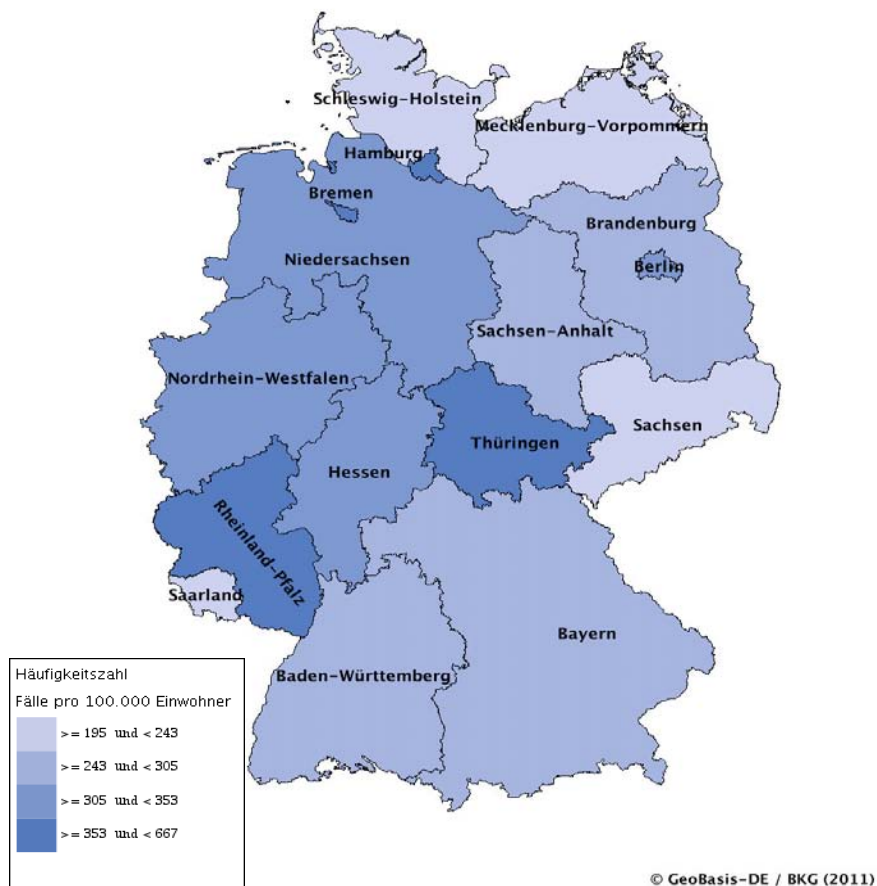 Schleswig-Holstein
Mecklenburg-Vorpommern
Hamburg
Bremen
Brandenburg
Niedersachsen
Berlin
Sachsen-Anhalt
Nordrhein-Westfalen
Sachsen
Thüringen
Hessen
Rheinland-Pfalz
Saarland
Bayern
Baden-Württemberg
Häufigkeitszahl
Fälle pro 100.000 Einwohner
>= 195 und < 243
>= 243 und < 305
>= 305 und < 353
>= 353 und < 667
© GeoBasis-DE / BKG (2011)